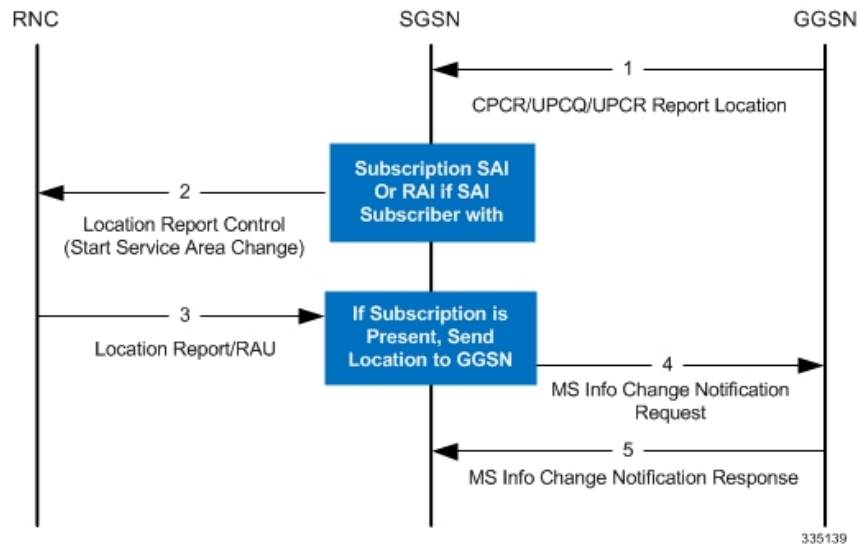 RNC
SGSN
GGSN
1
CPCR/UPCQ/UPCR Report Location
Subscription SAI
Or RAI if SAI
Subscriber with
2
Location Report Control
(Start Service Area Change)
3
Location Report/RAU
If Subscription is
Present, Send
Location to GGSN
4
MS Info Change Notification
Request
5
MS Info Change Notification Response
335139